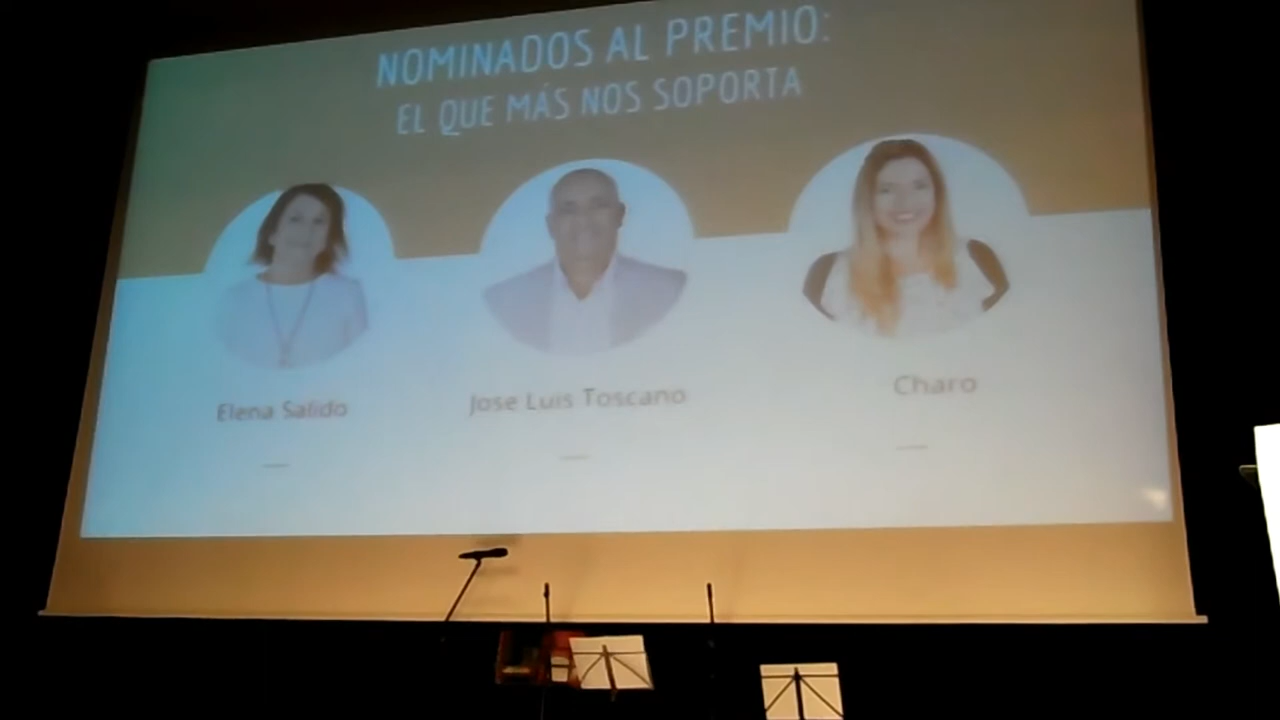 NOMINADOS AL PREMIO:
EL QUE MÁS NOS SOPORTA
Elena Salido
Jose Luis Toscano
Charo